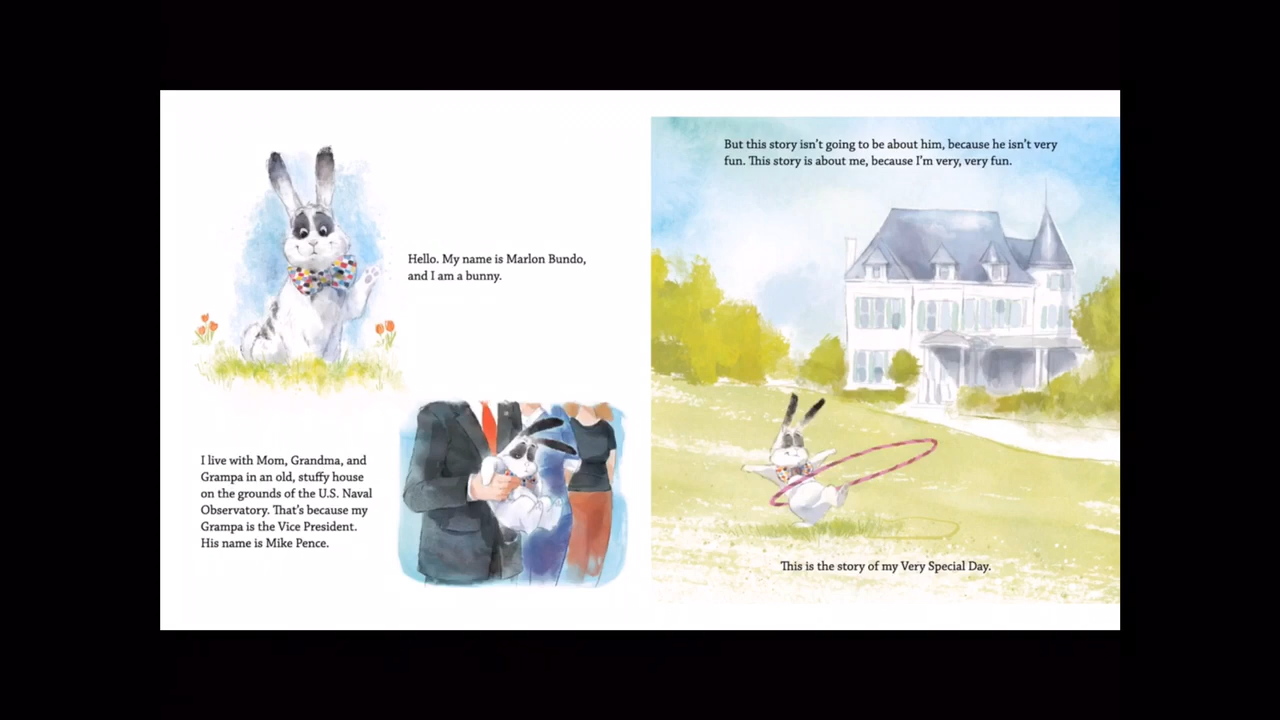 Hello. My name is Marlon Bundo,
and I am a bunny.
I live with Mom, Grandma, and
Grampa in an old, stuffy house
on the grounds of the U.S. Naval
Observatory. That’s because my
Grampa is the Vice President.
His name is Mike Pence.
But this story isn’t going to be about him, because he isn’t very
fun. This story is about me, because I’m very, very fun.
This is the story of my Very Special Day.